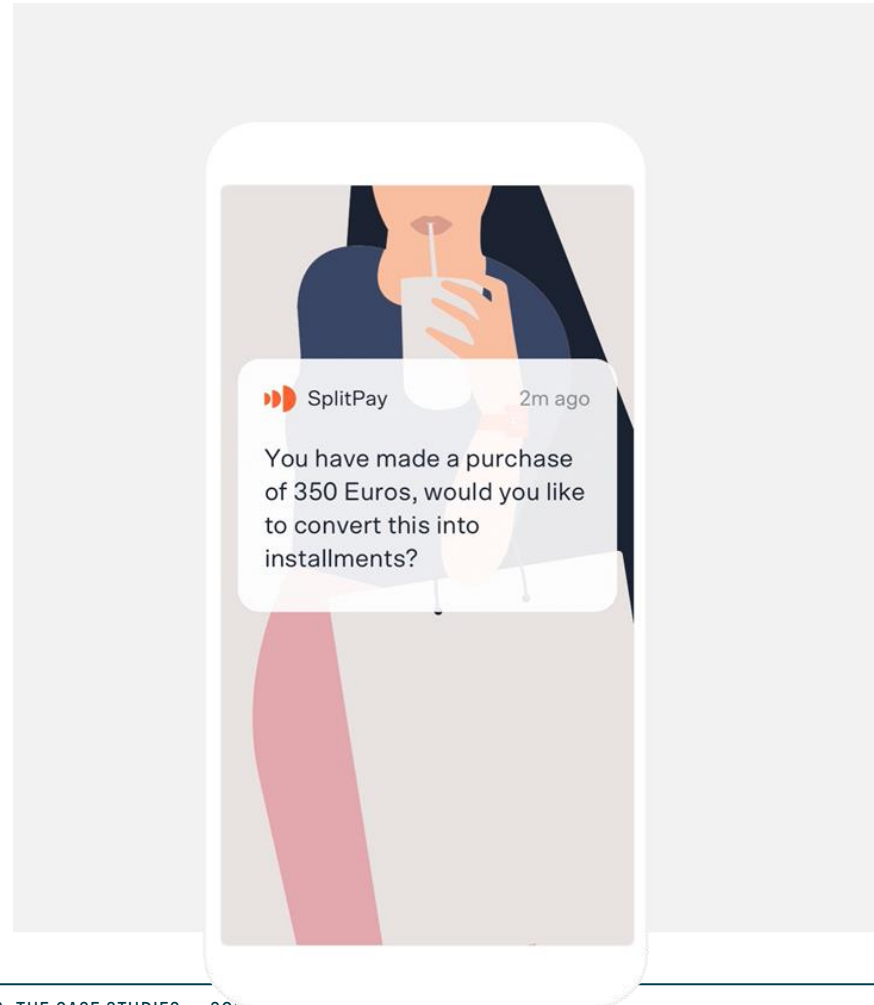 SplitPay 2m ago
You have made a purchase
of 350 Euros, would you like
to convert this into
installments?
THE CASE STUDIES